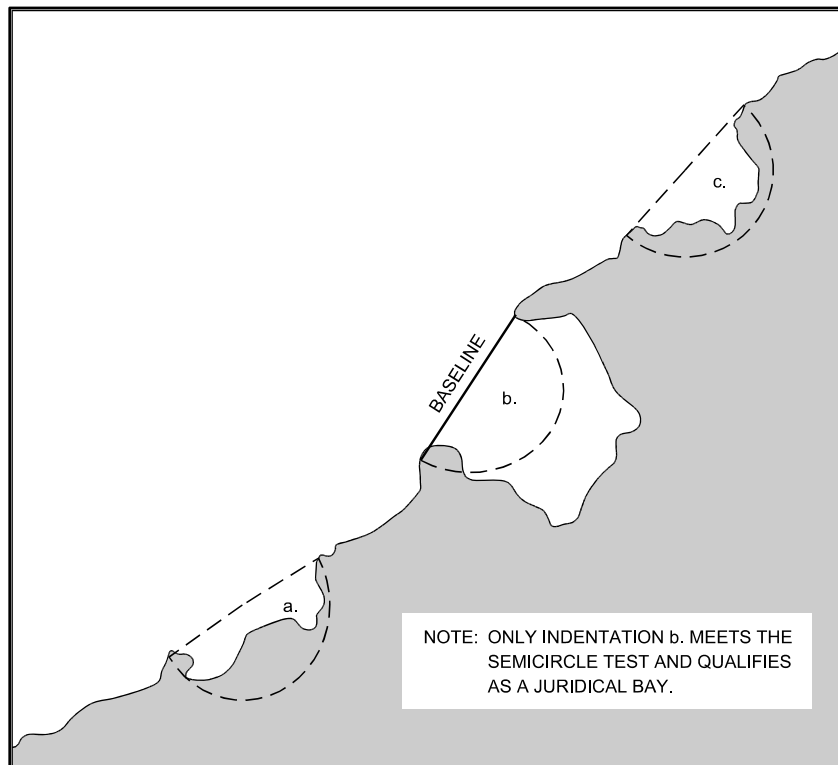 c.
BASELINE
b.
a.
NOTE: ONLY INDENTATION b. MEETS THE
SEMICIRCLE TEST AND QUALIFIES
AS A JURIDICAL BAY.